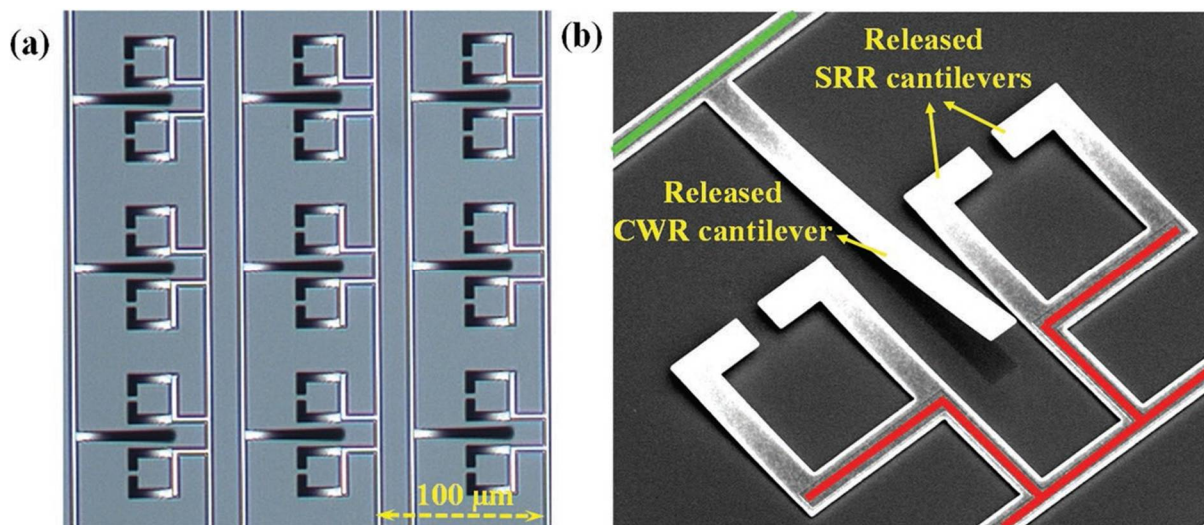 (a)
100 μm
(b)
Released
SRR cantilevers
Released
CWR cantilever